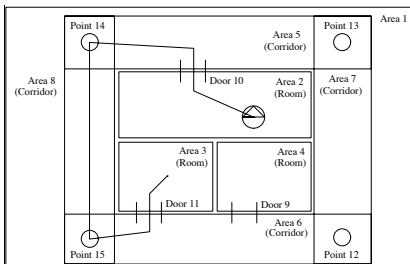 Point 14
Area 5
(Corridor)
Point 13
Area 1
Door 10
Area 8
(Corridor)
Area 2
(Room)
Area 7
(Corridor)
Area 3
(Room)
Area 4
(Room)
Door 11
Door 9
Area 6
(Corridor)
Point 15
Point 12